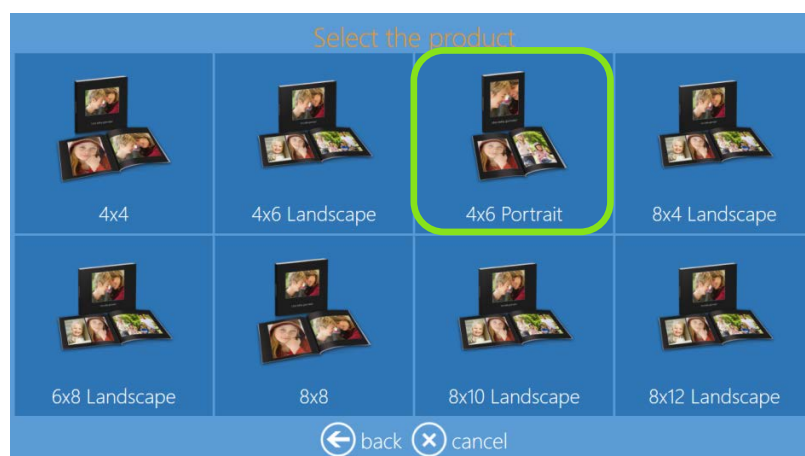 Select the product
4x4
4x6 Landscape
4x6 Portrait
8x4 Landscape
6x8 Landscape
8x8
8x10 Landscape
8x12 Landscape
back
cancel